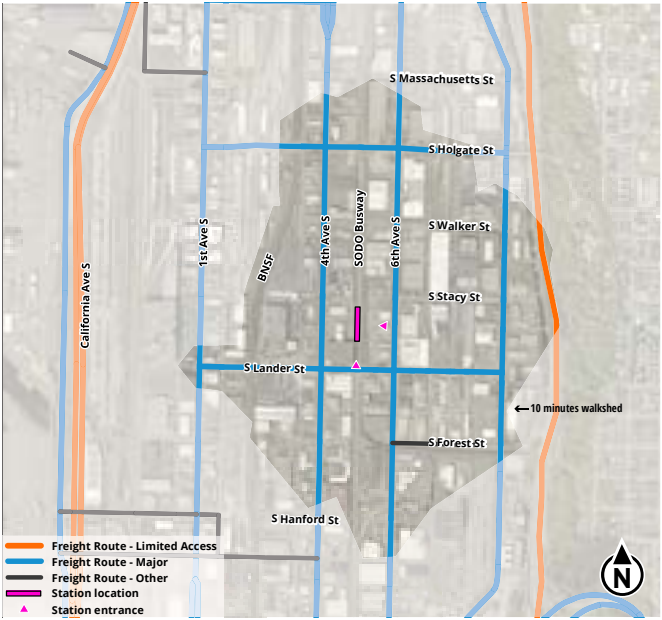 S Massachusetts St
S Holgate St
S Walker St
1st Ave S
4th Ave S
SODO Busway
6th Ave S
BNSF
California Ave S
S Stacy St
S Lander St
10 minutes walkshed
S Forest St
S Hanford St
Freight Route - Limited Access
Freight Route - Major
Freight Route - Other
Station location
Station entrance
N